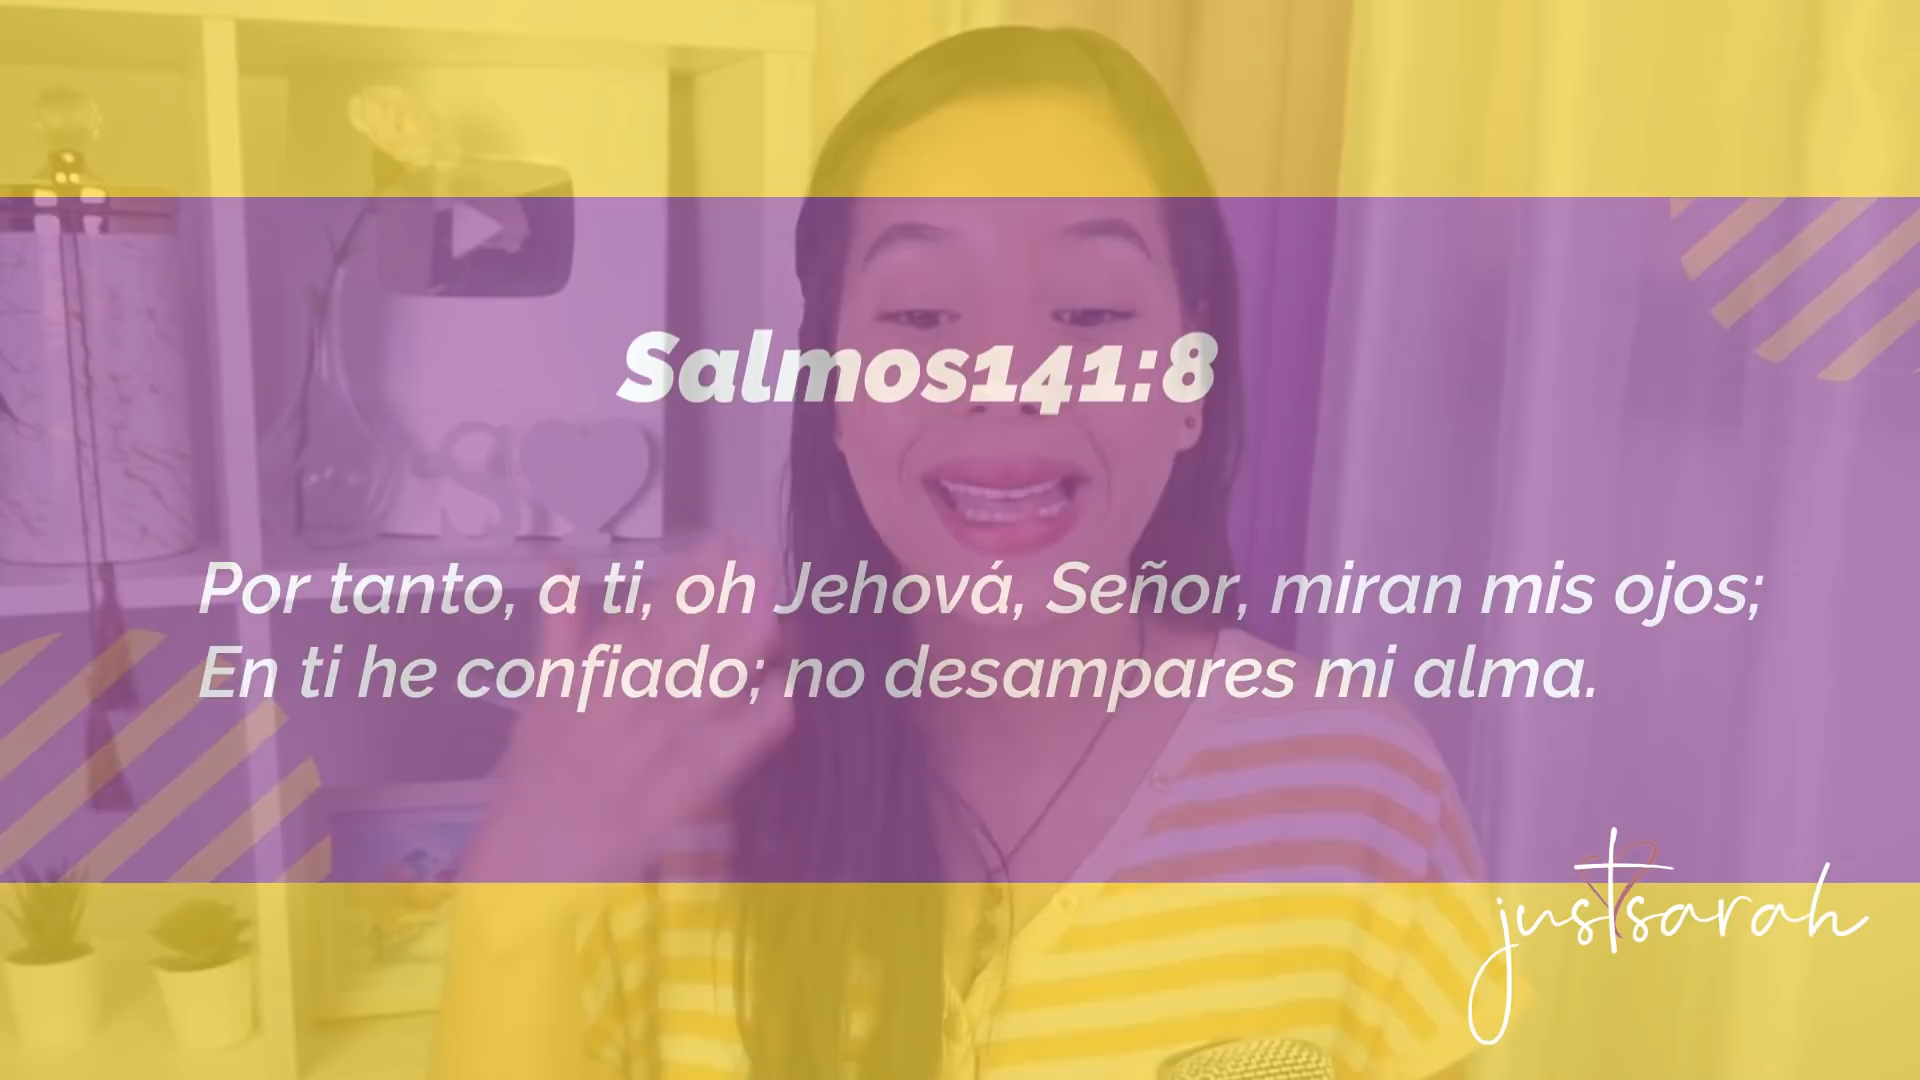 Salmos141:8
Por tanto, a ti, oh Jehová, Señor, miran mis ojos;
En ti he confiado; no desampares mi alma.
justsarah